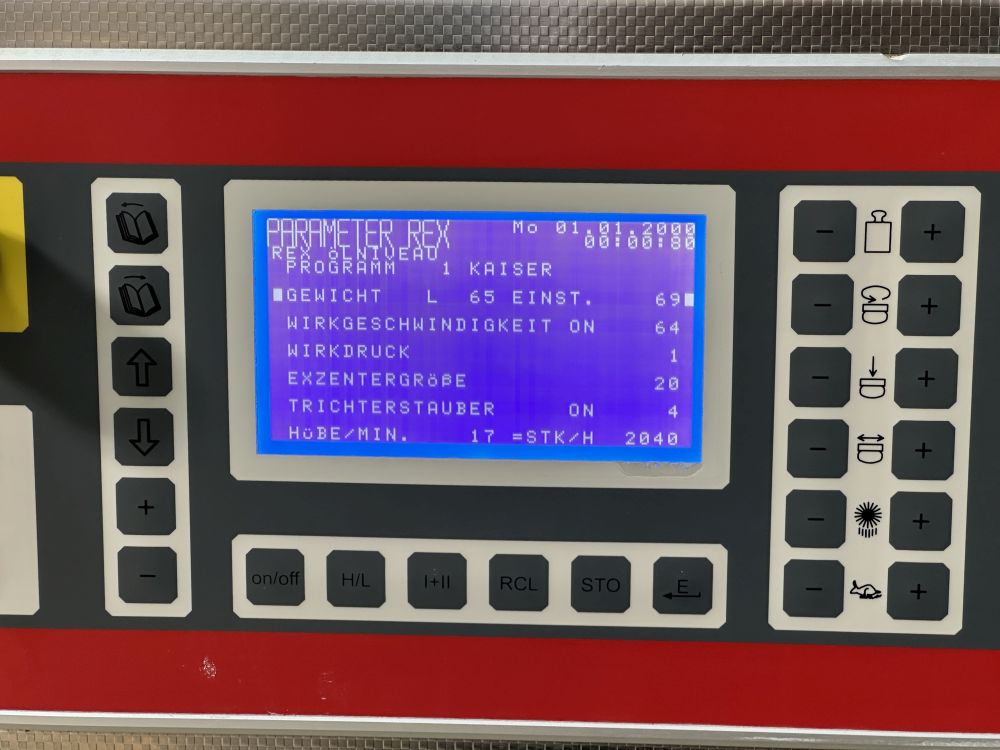 PARAMETER REX Mo 01.01.2000
00:00:80
REX öLNIVEAU
PROGRAMM 1 KAISER
GEWICHT L 65 EINST. 69
WIRKGESCHWINDIGKEIT ON 64
WIRKDRUCK 1
EXZENTERGRößE 20
TRICHTERSTAUBER ON 4
HüBE/MIN. 17 =STK/H 2040
+
-
on/off H/L I+II RCL STO E
- +
- +
- +
- +
- +
- +